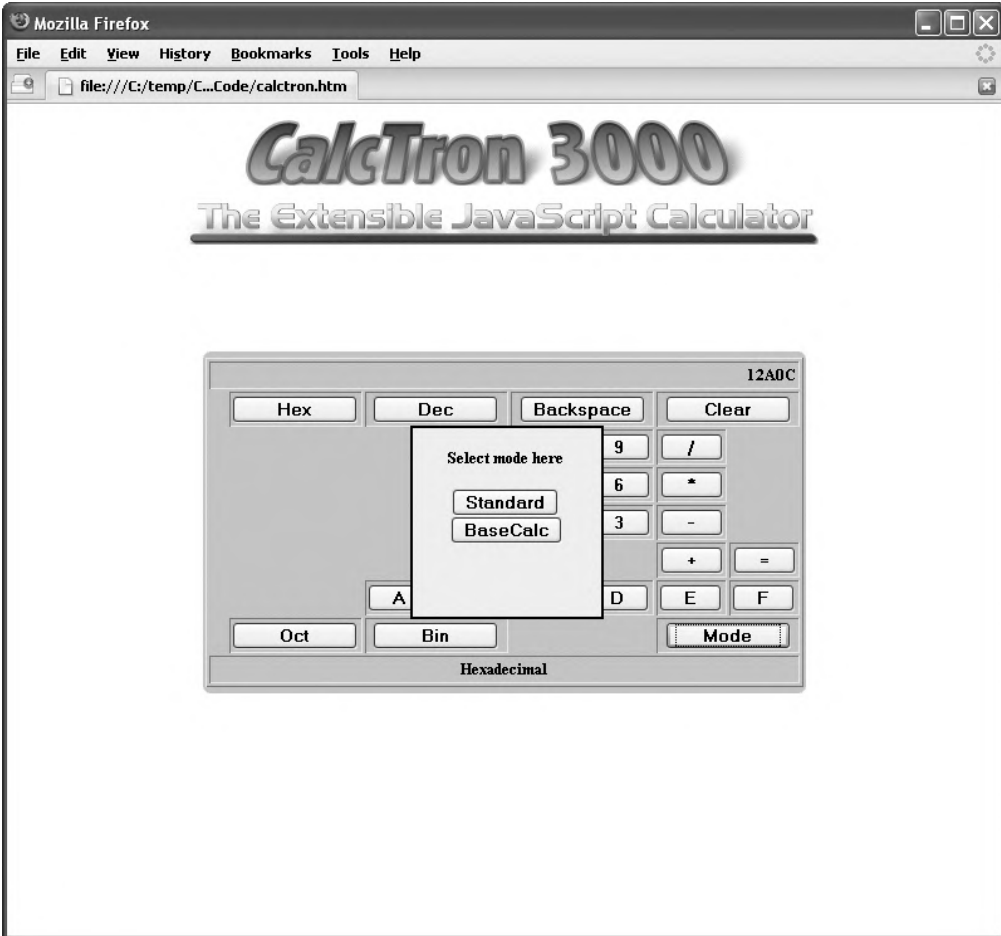 Mozilla Firefox
File Edit View History Bookmarks Tools Help
file:///C:/temp/C...Code/calctron.htm
CalcTron 3000
The Extensible JavaScript Calculator
12A0C
Hex Dec Backspace Clear
9 /
Select mode here
6 *
Standard
3 -
BaseCalc
+ =
A D E F
Oct Bin Mode
Hexadecimal